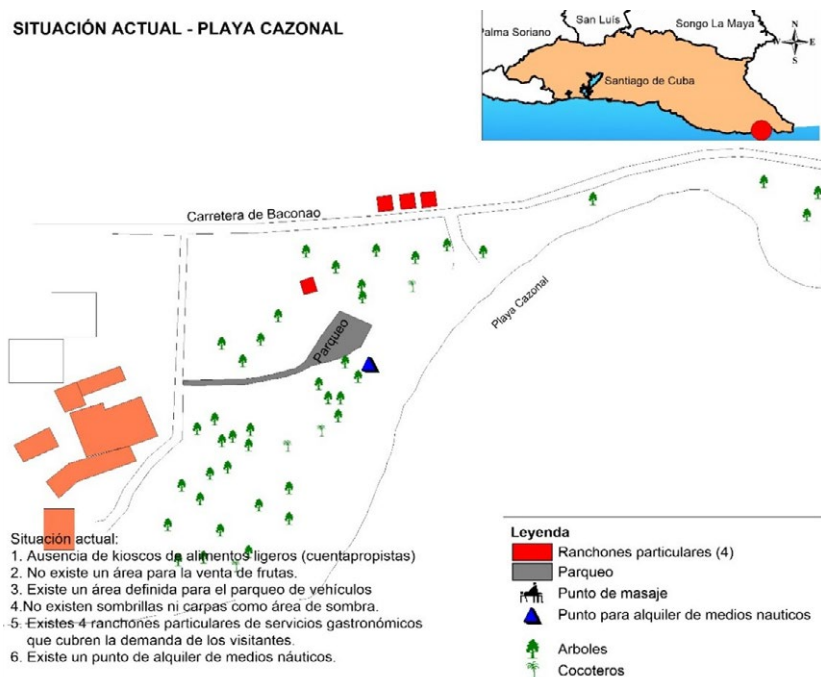 SITUACIÓN ACTUAL - PLAYA CAZONAL
San Luís
Songo La Maya
Palma Soriano
N
W
E
S
Santiago de Cuba
Carretera de Baconao
Playa Cazonal
Parqueo
Situación actual:
1. Ausencia de kioscos de alimentos ligeros (cuentapropistas)
2. No existe un área para la venta de frutas.
3. Existe un área definida para el parqueo de vehículos
4.No existen sombrillas ni carpas como área de sombra.
5. Existes 4 ranchones particulares de servicios gastronómicos
que cubren la demanda de los visitantes.
6. Existe un punto de alquiler de medios náuticos.
Leyenda
Ranchones particulares (4)
Parqueo
Punto de masaje
Punto para alquiler de medios nauticos
Arboles
Cocoteros